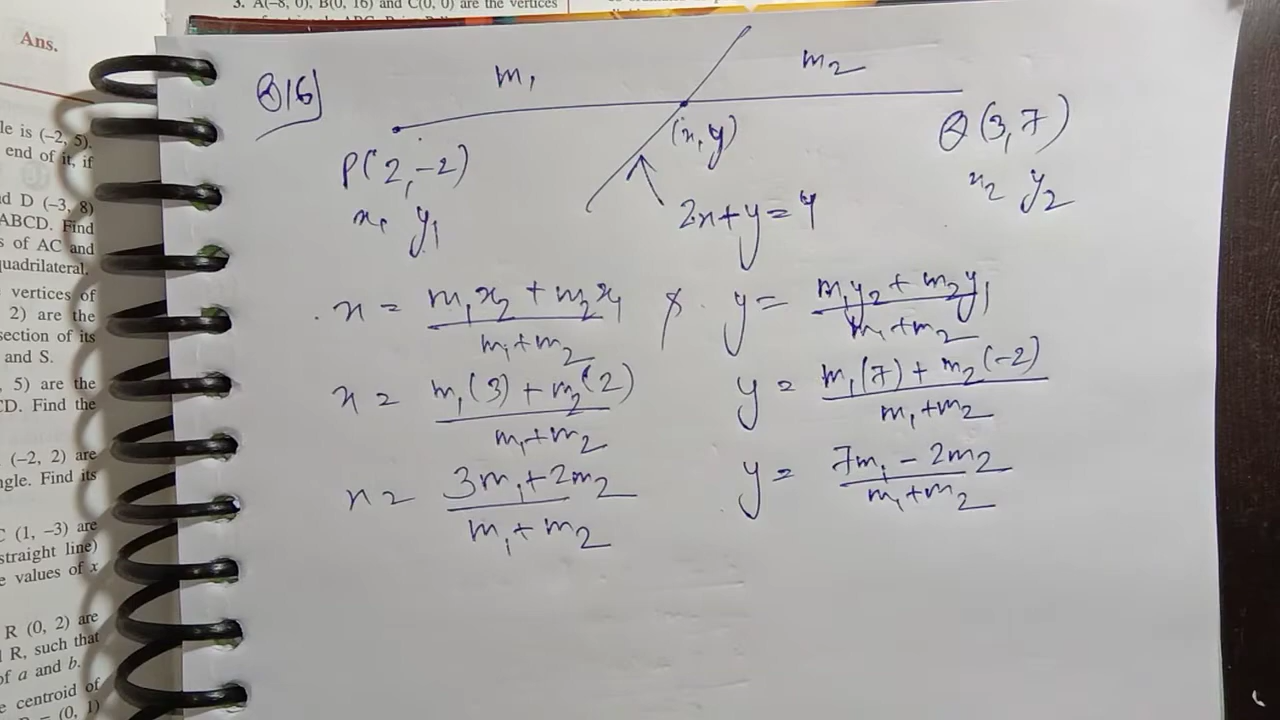 3. A(–8, 0), B(0, 16) and C(0, 0) are the vertices
Ans.
le is (–2, 5).
end of it, if
d D (–3, 8)
ABCD. Find
s of AC and
quadrilateral.
vertices of
2) are the
section of its
and S.
5) are the
CD. Find the
(–2, 2) are
ngle. Find its
C (1, –3) are
straight line)
e values of x
R (0, 2) are
R, such that
of a and b.
e centroid of
= (0, 1)
Q16)
m₁ m₂
(x, y)
P(2, -2) Q(3, 7)
x₁ y₁ x₂ y₂
2x+y=4
x = (m₁x₂ + m₂x₁)/(m₁+m₂) y = (m₁y₂ + m₂y₁)/(m₁+m₂)
x = (m₁(3) + m₂(2))/(m₁+m₂) y = (m₁(7) + m₂(-2))/(m₁+m₂)
x = (3m₁+2m₂)/(m₁+m₂) y = (7m₁ - 2m₂)/(m₁+m₂)